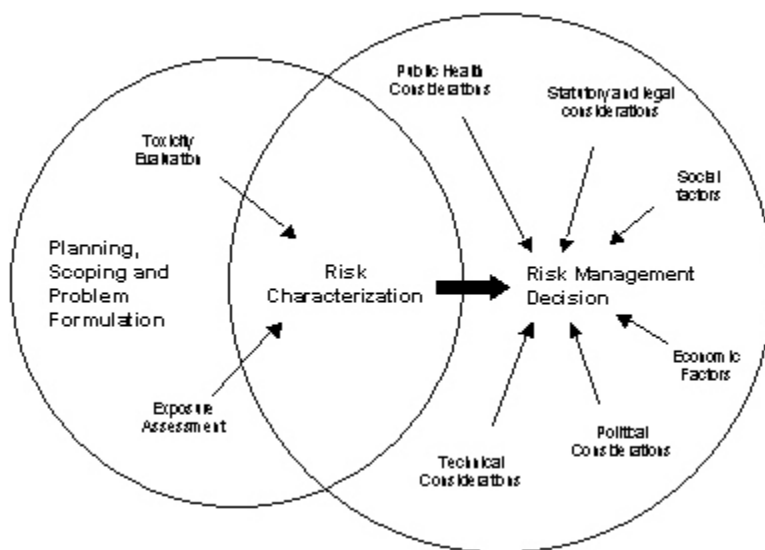 Public Health
Considerations
Statutory and legal
considerations
Toxicity
Evaluation
Social
factors
Planning,
Scoping and
Problem
Formulation
Risk
Characterization
Risk Management
Decision
Economic
Factors
Exposure
Assessment
Political
Considerations
Technical
Considerations